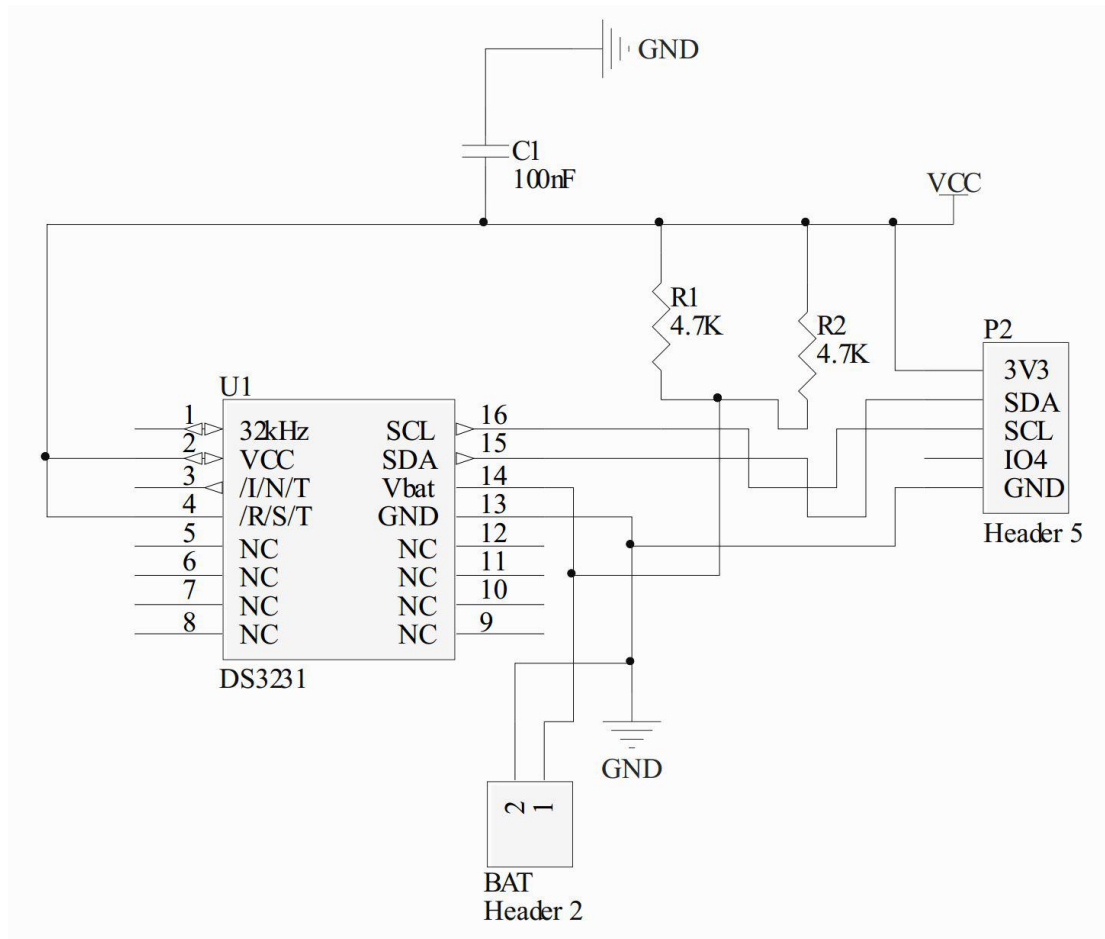 GND
C1
100nF
VCC
R1
4.7K
R2
4.7K
P2
3V3
SDA
SCL
IO4
GND
Header 5
U1
1 32kHz SCL 16
2 VCC SDA 15
3 /I/N/T Vbat 14
4 /R/S/T GND 13
5 NC NC 12
6 NC NC 11
7 NC NC 10
8 NC NC 9
DS3231
GND
2 1
BAT
Header 2